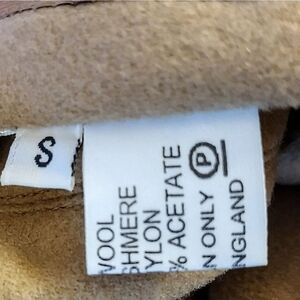 S
WOOL
SHMERE
YLON
% ACETATE
N ONLY P
NGLAND